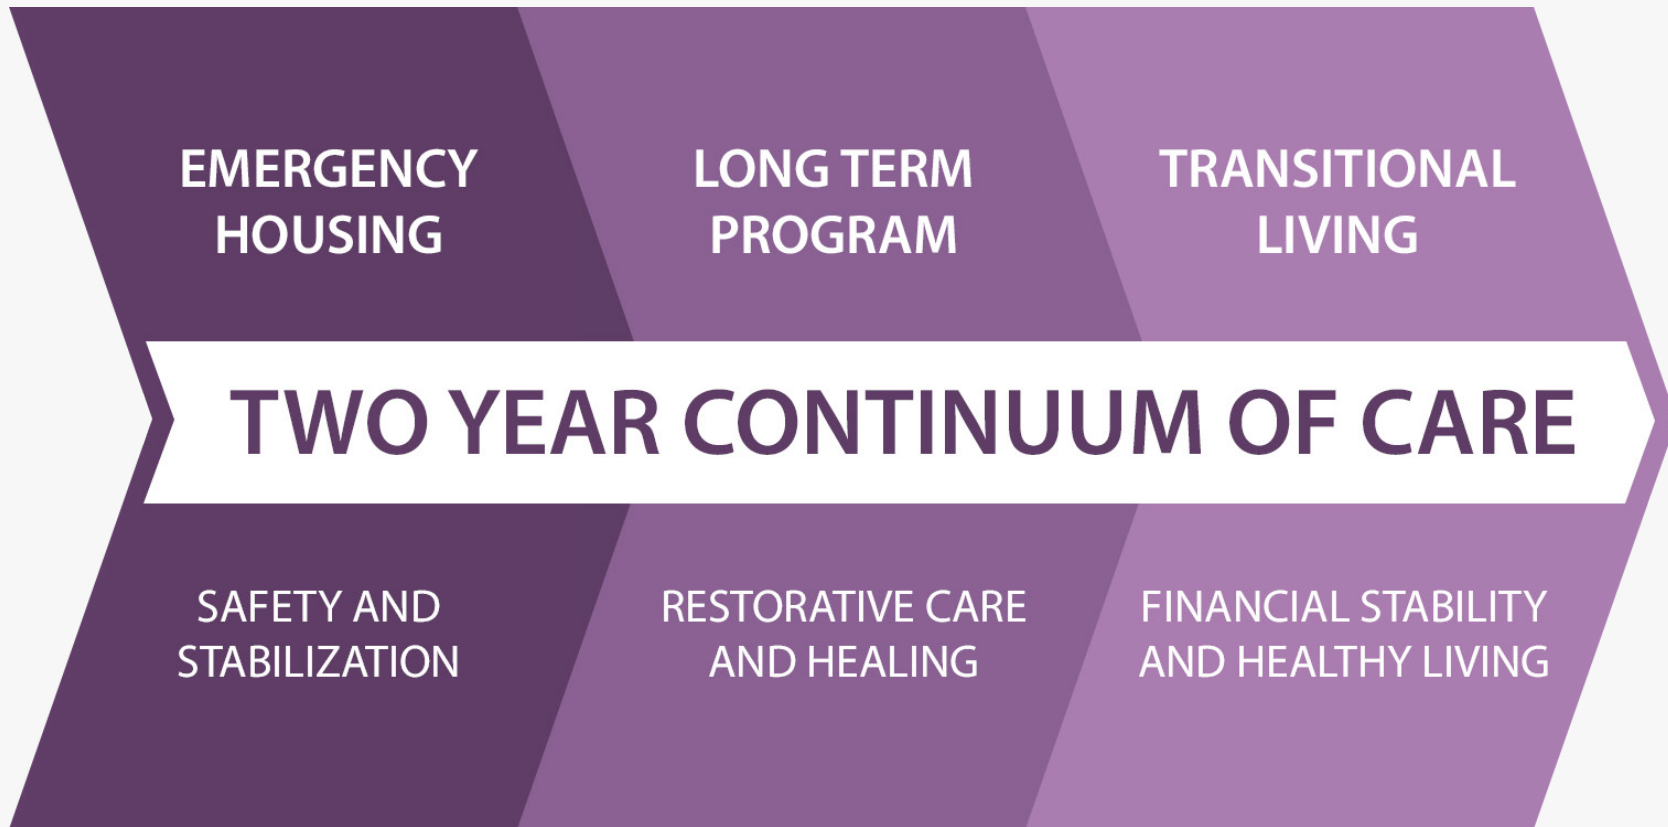 EMERGENCY
HOUSING
LONG TERM
PROGRAM
TRANSITIONAL
LIVING
TWO YEAR CONTINUUM OF CARE
SAFETY AND
STABILIZATION
RESTORATIVE CARE
AND HEALING
FINANCIAL STABILITY
AND HEALTHY LIVING